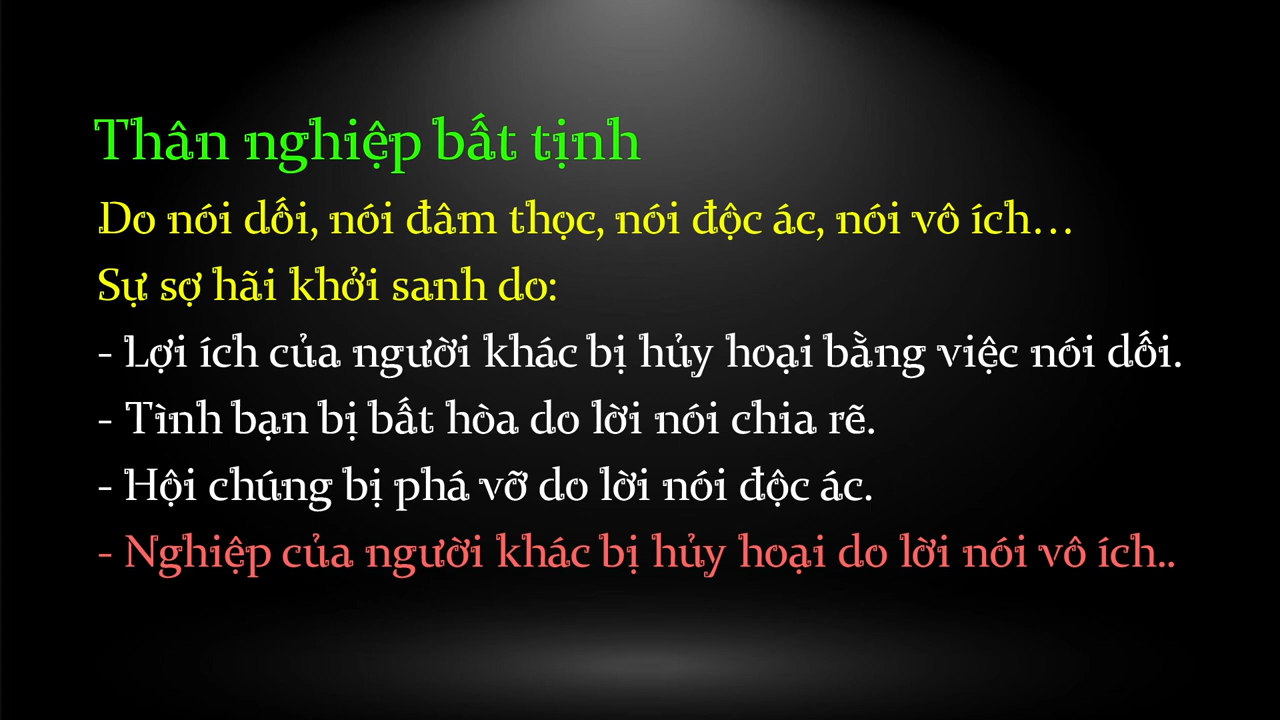 Thân nghiệp bất tịnh
Do nói dối, nói đâm thọc, nói độc ác, nói vô ích…
Sự sợ hãi khởi sanh do:
- Lợi ích của người khác bị hủy hoại bằng việc nói dối.
- Tình bạn bị bất hòa do lời nói chia rẽ.
- Hội chúng bị phá vỡ do lời nói độc ác.
- Nghiệp của người khác bị hủy hoại do lời nói vô ích..